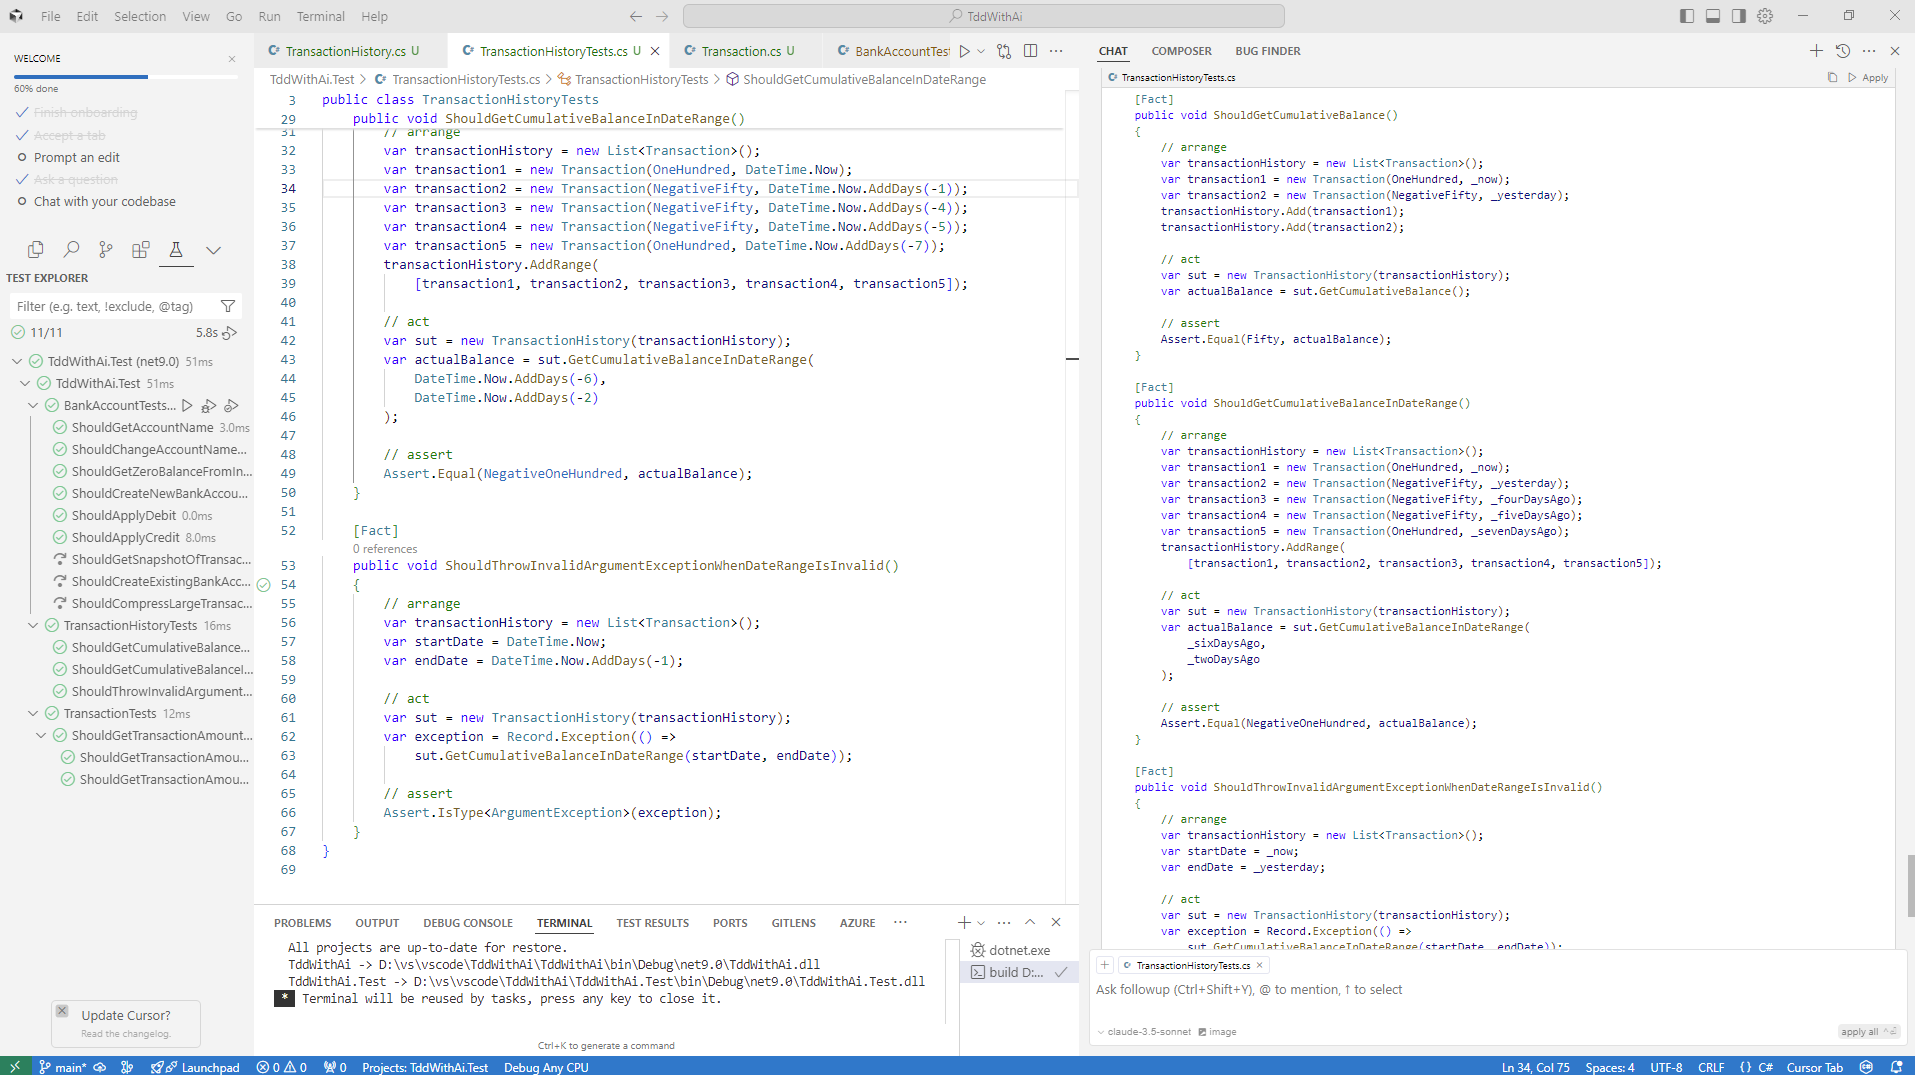 File Edit Selection View Go Run Terminal Help
TddWithAi
WELCOME
60% done
Finish onboarding
Accept a tab
Prompt an edit
Ask a question
Chat with your codebase
TEST EXPLORER
Filter (e.g. text, !exclude, @tag)
11/11 5.8s
TddWithAi.Test (net9.0) 51ms
TddWithAi.Test 51ms
BankAccountTests...
ShouldGetAccountName 3.0ms
ShouldChangeAccountName...
ShouldGetZeroBalanceFromIn...
ShouldCreateNewBankAccou...
ShouldApplyDebit 0.0ms
ShouldApplyCredit 8.0ms
ShouldGetSnapshotOfTransac...
ShouldCreateExistingBankAcc...
ShouldCompressLargeTransac...
TransactionHistoryTests 16ms
ShouldGetCumulativeBalance...
ShouldGetCumulativeBalanceI...
ShouldThrowInvalidArgument...
TransactionTests 12ms
ShouldGetTransactionAmount...
ShouldGetTransactionAmou...
ShouldGetTransactionAmou...
Update Cursor?
Read the changelog.
TransactionHistory.cs U TransactionHistoryTests.cs U Transaction.cs U BankAccountTest
TddWithAi.Test > TransactionHistoryTests.cs > TransactionHistoryTests > ShouldGetCumulativeBalanceInDateRange
3 public class TransactionHistoryTests
29 public void ShouldGetCumulativeBalanceInDateRange()
31 // arrange
32 var transactionHistory = new List<Transaction>();
33 var transaction1 = new Transaction(OneHundred, DateTime.Now);
34 var transaction2 = new Transaction(NegativeFifty, DateTime.Now.AddDays(-1));
35 var transaction3 = new Transaction(NegativeFifty, DateTime.Now.AddDays(-4));
36 var transaction4 = new Transaction(NegativeFifty, DateTime.Now.AddDays(-5));
37 var transaction5 = new Transaction(OneHundred, DateTime.Now.AddDays(-7));
38 transactionHistory.AddRange(
39 [transaction1, transaction2, transaction3, transaction4, transaction5]);
40
41 // act
42 var sut = new TransactionHistory(transactionHistory);
43 var actualBalance = sut.GetCumulativeBalanceInDateRange(
44 DateTime.Now.AddDays(-6),
45 DateTime.Now.AddDays(-2)
46 );
47
48 // assert
49 Assert.Equal(NegativeOneHundred, actualBalance);
50 }
51
52 [Fact]
0 references
53 public void ShouldThrowInvalidArgumentExceptionWhenDateRangeIsInvalid()
54 {
55 // arrange
56 var transactionHistory = new List<Transaction>();
57 var startDate = DateTime.Now;
58 var endDate = DateTime.Now.AddDays(-1);
59
60 // act
61 var sut = new TransactionHistory(transactionHistory);
62 var exception = Record.Exception(() =>
63 sut.GetCumulativeBalanceInDateRange(startDate, endDate));
64
65 // assert
66 Assert.IsType<ArgumentException>(exception);
67 }
68 }
69
PROBLEMS OUTPUT DEBUG CONSOLE TERMINAL TEST RESULTS PORTS GITLENS AZURE
All projects are up-to-date for restore.
TddWithAi -> D:\vs\vscode\TddWithAi\TddWithAi\bin\Debug\net9.0\TddWithAi.dll
TddWithAi.Test -> D:\vs\vscode\TddWithAi\TddWithAi.Test\bin\Debug\net9.0\TddWithAi.Test.dll
* Terminal will be reused by tasks, press any key to close it.
dotnet.exe
build D:...
Ctrl+K to generate a command
CHAT COMPOSER BUG FINDER
TransactionHistoryTests.cs Apply
[Fact]
public void ShouldGetCumulativeBalance()
{
// arrange
var transactionHistory = new List<Transaction>();
var transaction1 = new Transaction(OneHundred, _now);
var transaction2 = new Transaction(NegativeFifty, _yesterday);
transactionHistory.Add(transaction1);
transactionHistory.Add(transaction2);
// act
var sut = new TransactionHistory(transactionHistory);
var actualBalance = sut.GetCumulativeBalance();
// assert
Assert.Equal(Fifty, actualBalance);
}
[Fact]
public void ShouldGetCumulativeBalanceInDateRange()
{
// arrange
var transactionHistory = new List<Transaction>();
var transaction1 = new Transaction(OneHundred, _now);
var transaction2 = new Transaction(NegativeFifty, _yesterday);
var transaction3 = new Transaction(NegativeFifty, _fourDaysAgo);
var transaction4 = new Transaction(NegativeFifty, _fiveDaysAgo);
var transaction5 = new Transaction(OneHundred, _sevenDaysAgo);
transactionHistory.AddRange(
[transaction1, transaction2, transaction3, transaction4, transaction5]);
// act
var sut = new TransactionHistory(transactionHistory);
var actualBalance = sut.GetCumulativeBalanceInDateRange(
_sixDaysAgo,
_twoDaysAgo
);
// assert
Assert.Equal(NegativeOneHundred, actualBalance);
}
[Fact]
public void ShouldThrowInvalidArgumentExceptionWhenDateRangeIsInvalid()
{
// arrange
var transactionHistory = new List<Transaction>();
var startDate = _now;
var endDate = _yesterday;
// act
var sut = new TransactionHistory(transactionHistory);
var exception = Record.Exception(() =>
sut.GetCumulativeBalanceInDateRange(startDate, endDate));
TransactionHistoryTests.cs
Ask followup (Ctrl+Shift+Y), @ to mention, ↑ to select
claude-3.5-sonnet image apply all
main* Launchpad 0 0 0 Projects: TddWithAi.Test Debug Any CPU Ln 34, Col 75 Spaces: 4 UTF-8 CRLF {} C# Cursor Tab